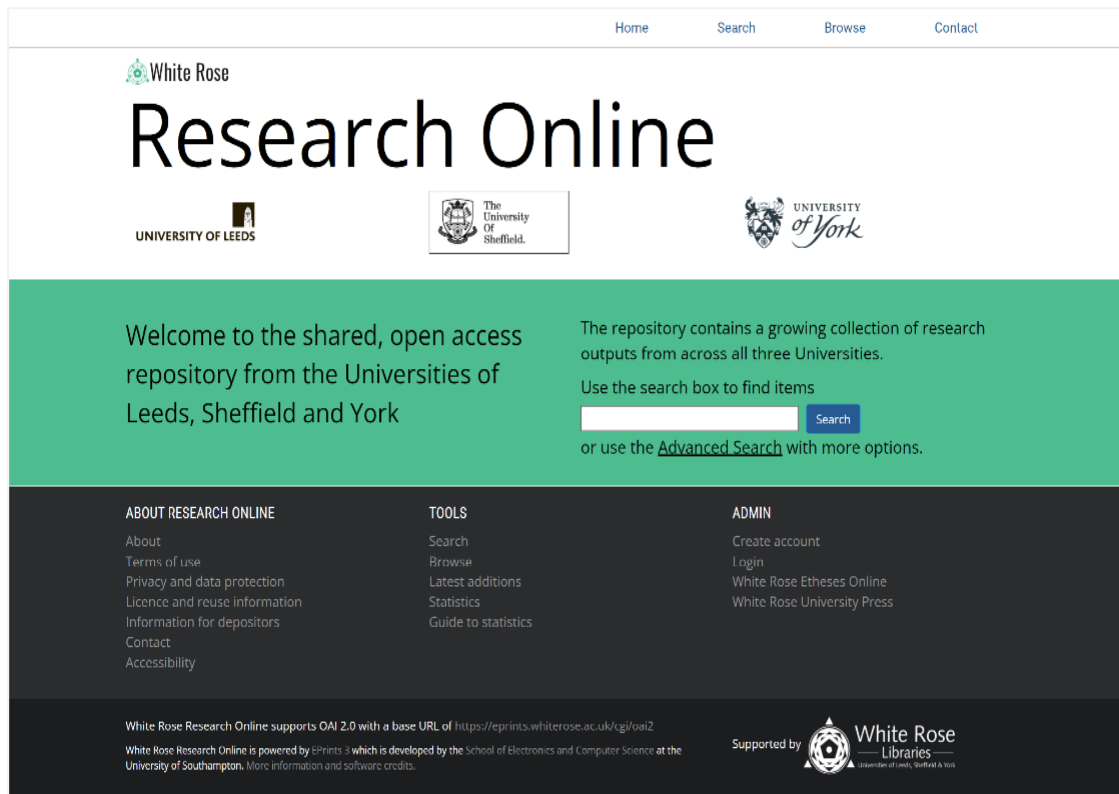 Home Search Browse Contact
White Rose
Research Online
UNIVERSITY OF LEEDS
The
University
Of
Sheffield.
UNIVERSITY
of York
Welcome to the shared, open access
repository from the Universities of
Leeds, Sheffield and York
The repository contains a growing collection of research
outputs from across all three Universities.
Use the search box to find items
Search
or use the Advanced Search with more options.
ABOUT RESEARCH ONLINE
About
Terms of use
Privacy and data protection
Licence and reuse information
Information for depositors
Contact
Accessibility
TOOLS
Search
Browse
Latest additions
Statistics
Guide to statistics
ADMIN
Create account
Login
White Rose Etheses Online
White Rose University Press
White Rose Research Online supports OAI 2.0 with a base URL of https://eprints.whiterose.ac.uk/cgi/oai2
White Rose Research Online is powered by EPrints 3 which is developed by the School of Electronics and Computer Science at the
University of Southampton. More information and software credits.
Supported by
White Rose
Libraries
Universities of Leeds, Sheffield & York